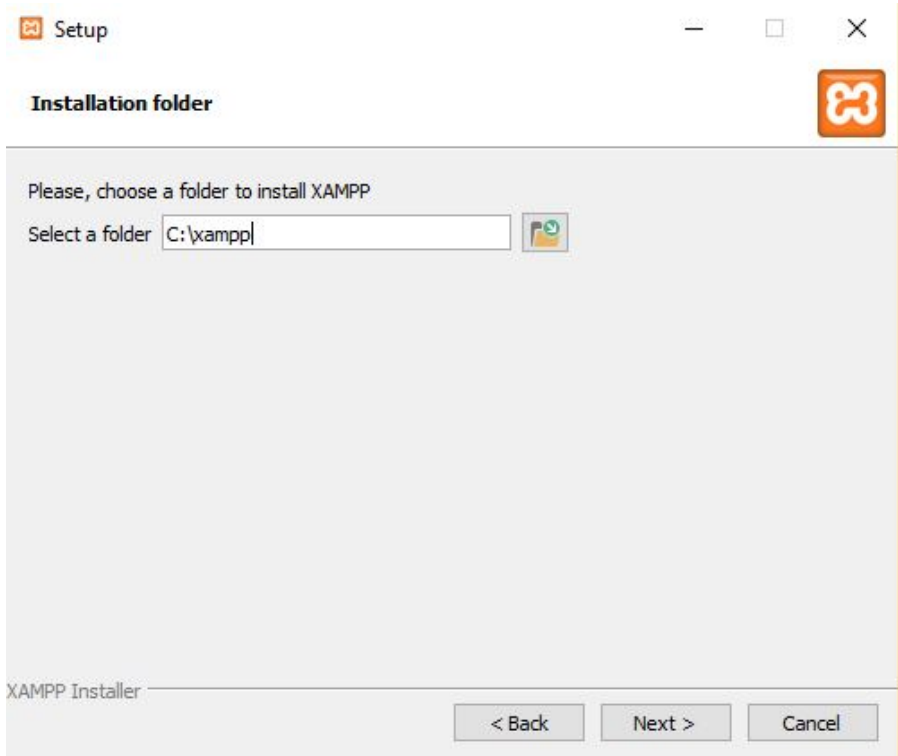 Setup
Installation folder
Please, choose a folder to install XAMPP
Select a folder C:\xampp
XAMPP Installer
< Back Next > Cancel